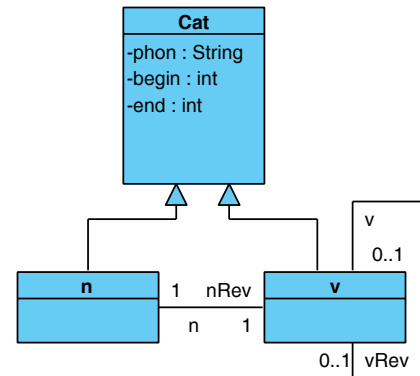 Cat
-phon : String
-begin : int
-end : int
v
0..1
n
1 nRev
v
n 1
0..1 vRev